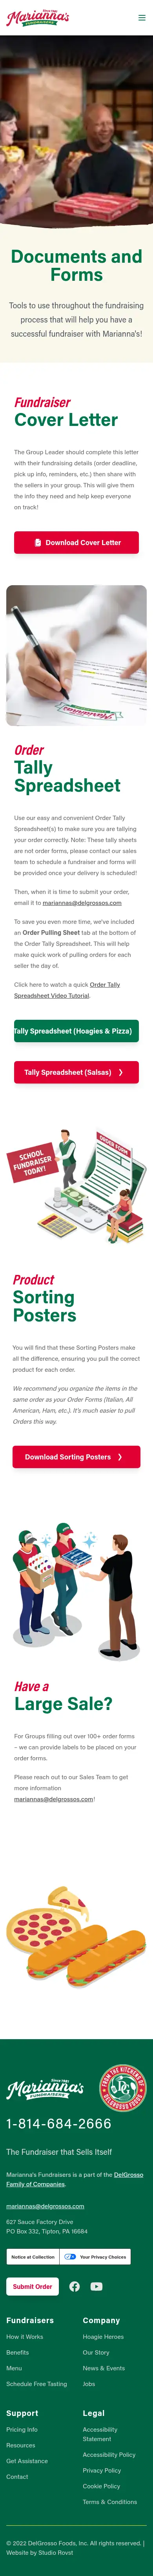 SINCE 1945
Marianna's
FUNDRAISERS
Documents and
Forms
Tools to use throughout the fundraising
process that will help you have a
successful fundraiser with Marianna's!
Fundraiser
Cover Letter
The Group Leader should complete this letter
with their fundraising details (order deadline,
pick up info, reminders, etc.) then share with
the sellers in your group. This will give them
the info they need and help keep everyone
on track!
Download Cover Letter
Order
Tally
Spreadsheet
Use our easy and convenient Order Tally
Spreadsheet(s) to make sure you are tallying
your order correctly. Note: These tally sheets
are not order forms, please contact our sales
team to schedule a fundraiser and forms will
be provided once your delivery is scheduled!
Then, when it is time to submit your order,
email it to mariannas@delgrossos.com
To save you even more time, we've included
an Order Pulling Sheet tab at the bottom of
the Order Tally Spreadsheet. This will help
make quick work of pulling orders for each
seller the day of.
Click here to watch a quick Order Tally
Spreadsheet Video Tutorial.
Tally Spreadsheet (Hoagies & Pizza)
Tally Spreadsheet (Salsas)
SCHOOL
FUNDRAISER
TODAY!
ORDER TOOL
Product
Sorting
Posters
You will find that these Sorting Posters make
all the difference, ensuring you pull the correct
product for each order.
We recommend you organize the items in the
same order as your Order Forms (Italian, All
American, Ham, etc.). It's much easier to pull
Orders this way.
Download Sorting Posters
Have a
Large Sale?
For Groups filling out over 100+ order forms
– we can provide labels to be placed on your
order forms.
Please reach out to our Sales Team to get
more information
mariannas@delgrossos.com!
SINCE 1945
Marianna's
FUNDRAISERS
FROM THE KITCHENS OF
DELGROSSO FOODS
1-814-684-2666
The Fundraiser that Sells Itself
Marianna's Fundraisers is a part of the DelGrosso
Family of Companies.
mariannas@delgrossos.com
627 Sauce Factory Drive
PO Box 332, Tipton, PA 16684
Notice at Collection
Your Privacy Choices
Submit Order
Fundraisers
How it Works
Benefits
Menu
Schedule Free Tasting
Company
Hoagie Heroes
Our Story
News & Events
Jobs
Support
Pricing Info
Resources
Get Assistance
Contact
Legal
Accessibility
Statement
Accessibility Policy
Privacy Policy
Cookie Policy
Terms & Conditions
© 2022 DelGrosso Foods, Inc. All rights reserved. |
Website by Studio Rovst